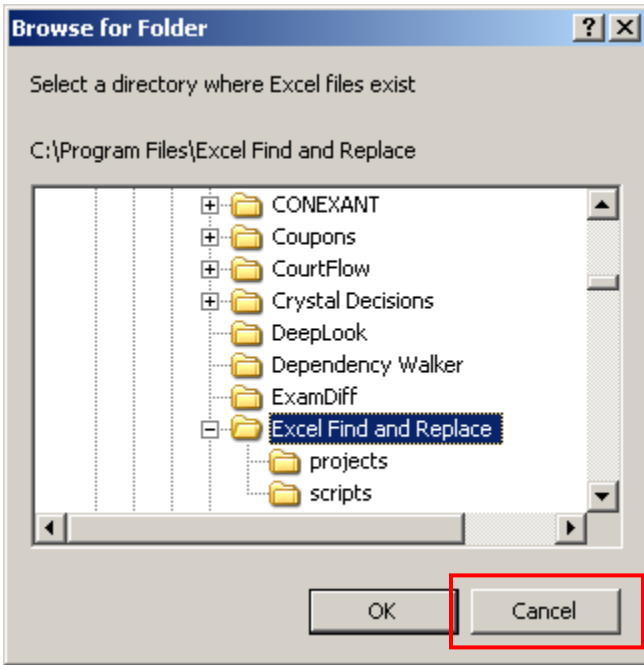 Browse for Folder
Select a directory where Excel files exist
C:\Program Files\Excel Find and Replace
CONEXANT
Coupons
CourtFlow
Crystal Decisions
DeepLook
Dependency Walker
ExamDiff
Excel Find and Replace
projects
scripts
OK Cancel